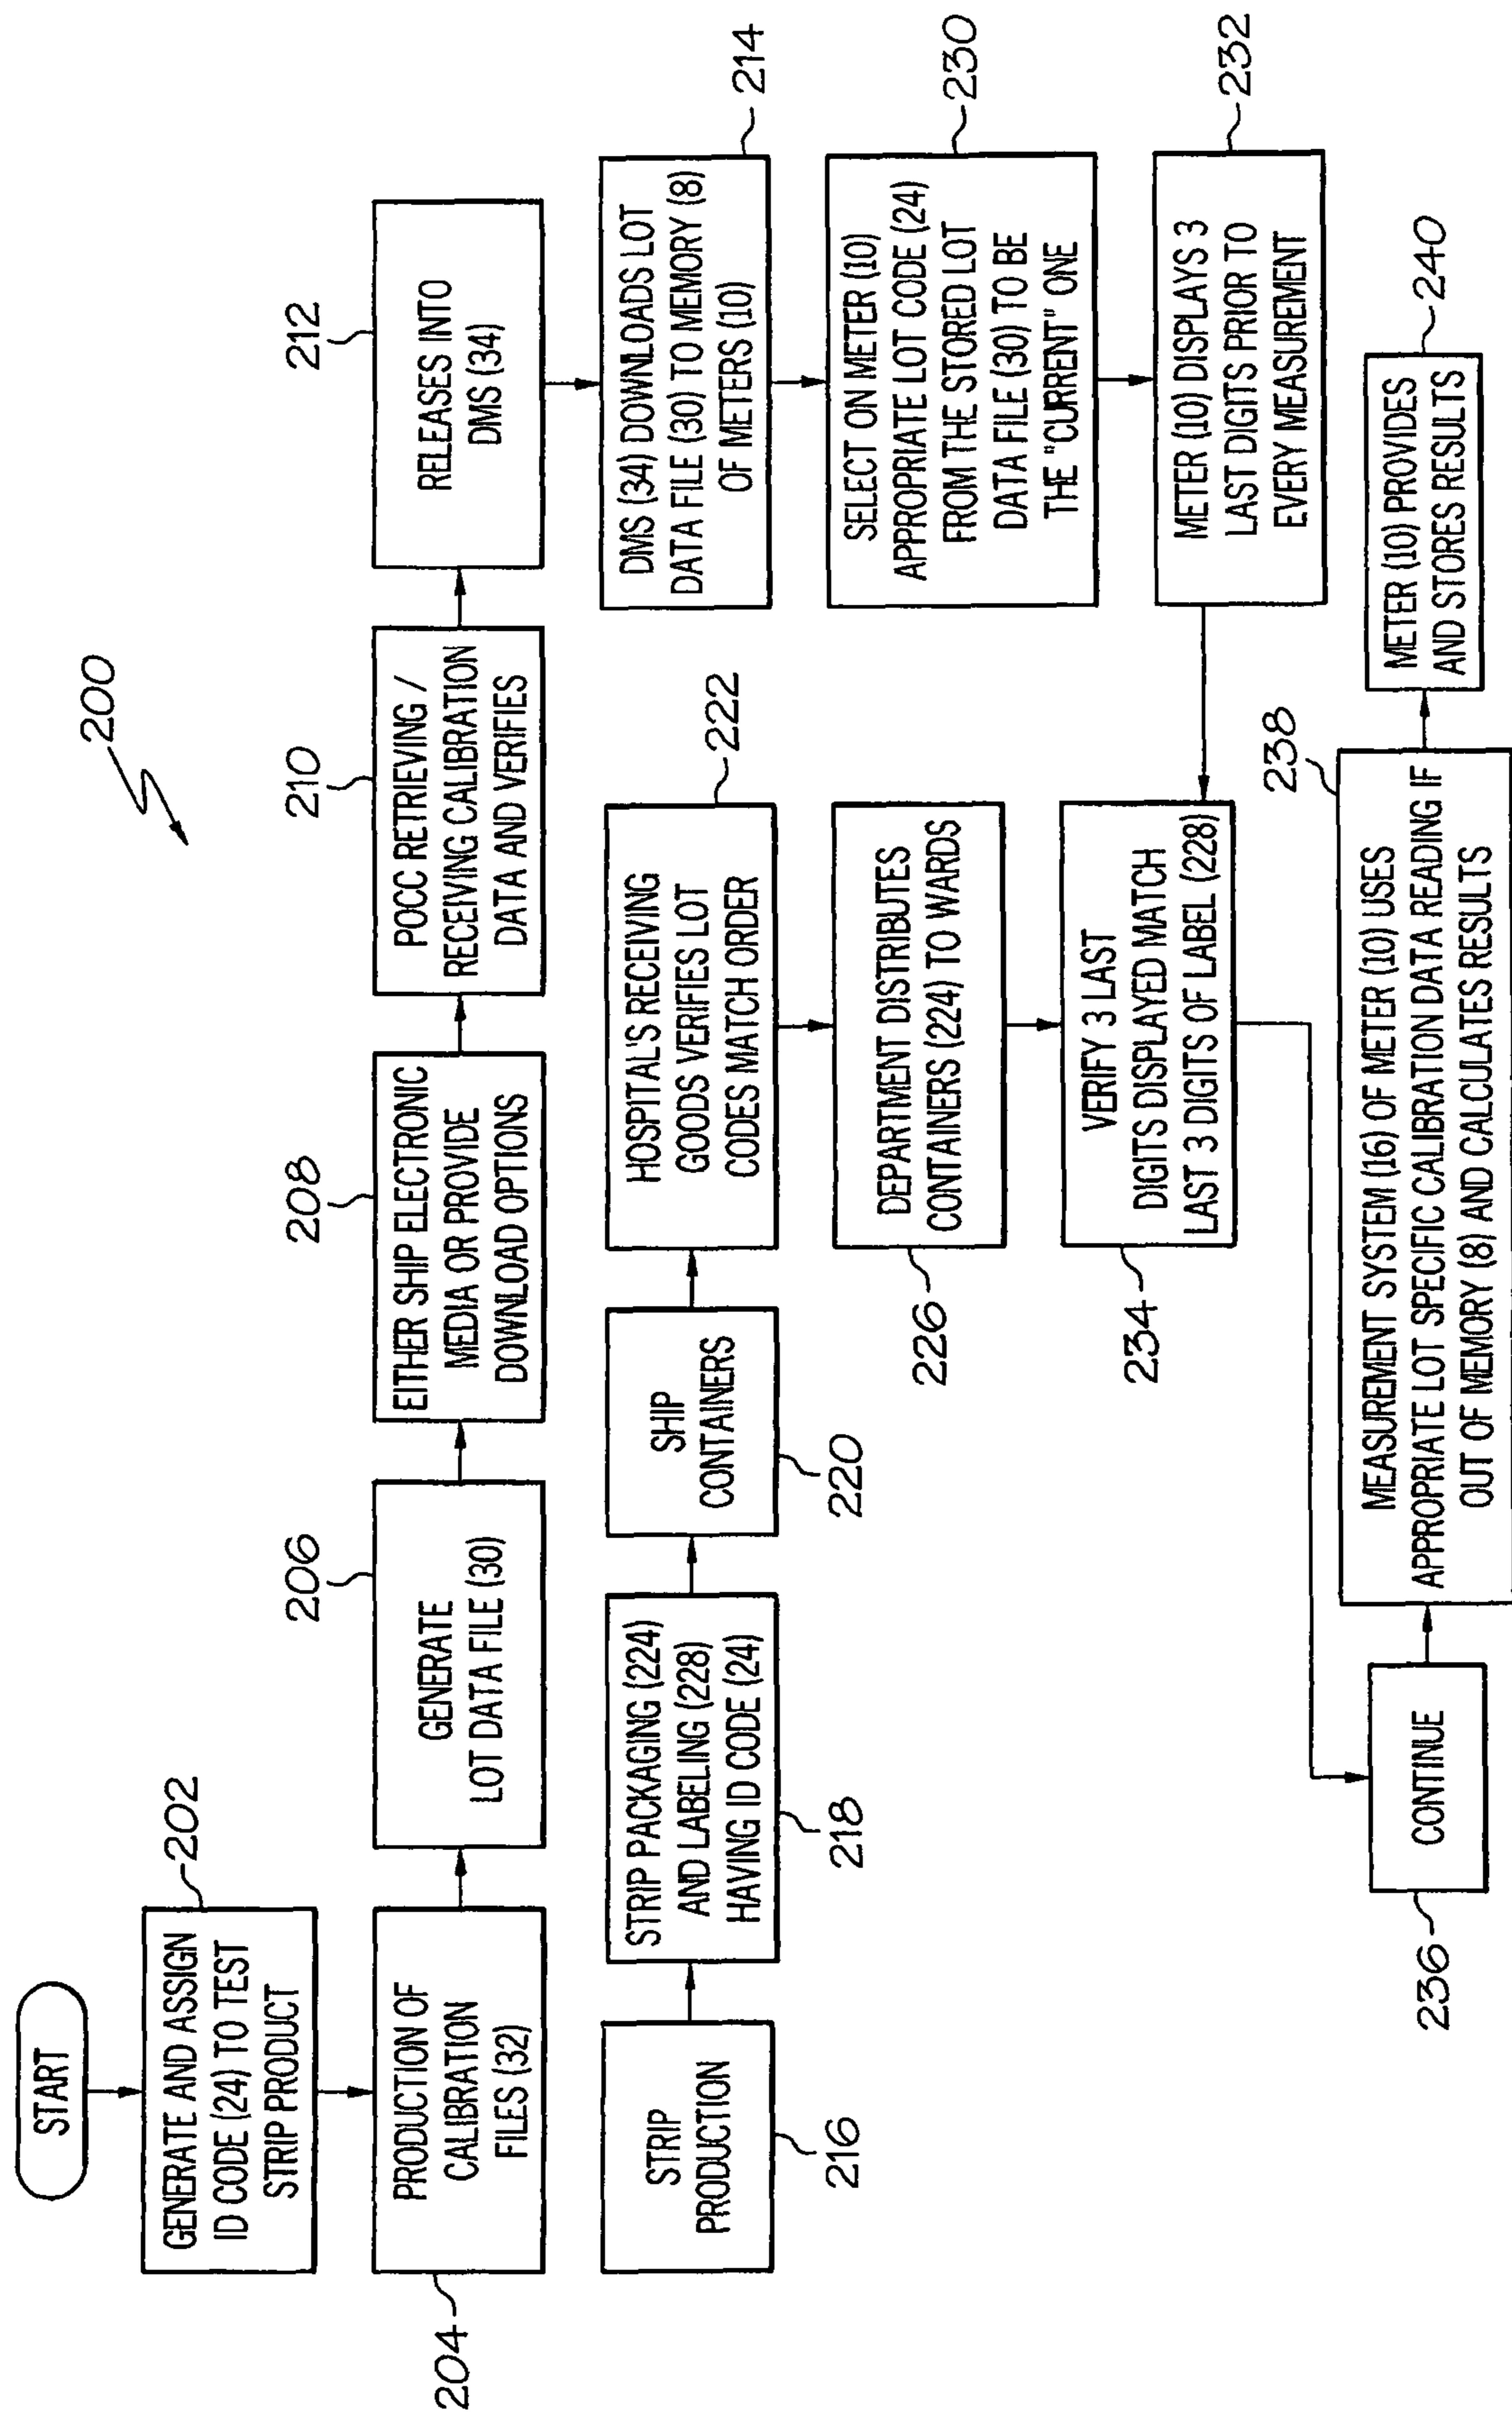 200
START
GENERATE AND ASSIGN
ID CODE (24) TO TEST
STRIP PRODUCT
202
PRODUCTION OF
CALIBRATION
FILES (32)
204
GENERATE
LOT DATA FILE (30)
206
EITHER SHIP ELECTRONIC
MEDIA OR PROVIDE
DOWNLOAD OPTIONS
208
POCC RETRIEVING /
RECEIVING CALIBRATION
DATA AND VERIFIES
210
RELEASES INTO
DMS (34)
212
DMS (34) DOWNLOADS LOT
DATA FILE (30) TO MEMORY (8)
OF METERS (10)
214
STRIP
PRODUCTION
216
STRIP PACKAGING (224)
AND LABELING (228)
HAVING ID CODE (24)
218
SHIP
CONTAINERS
220
HOSPITAL'S RECEIVING
GOODS VERIFIES LOT
CODES MATCH ORDER
222
DEPARTMENT DISTRIBUTES
CONTAINERS (224) TO WARDS
226
SELECT ON METER (10)
APPROPRIATE LOT CODE (24)
FROM THE STORED LOT
DATA FILE (30) TO BE
THE "CURRENT" ONE
230
METER (10) DISPLAYS 3
LAST DIGITS PRIOR TO
EVERY MEASUREMENT
232
VERIFY 3 LAST
DIGITS DISPLAYED MATCH
LAST 3 DIGITS OF LABEL (228)
234
CONTINUE
236
MEASUREMENT SYSTEM (16) OF METER (10) USES
APPROPRIATE LOT SPECIFIC CALIBRATION DATA READING IF
OUT OF MEMORY (8) AND CALCULATES RESULTS
238
METER (10) PROVIDES
AND STORES RESULTS
240